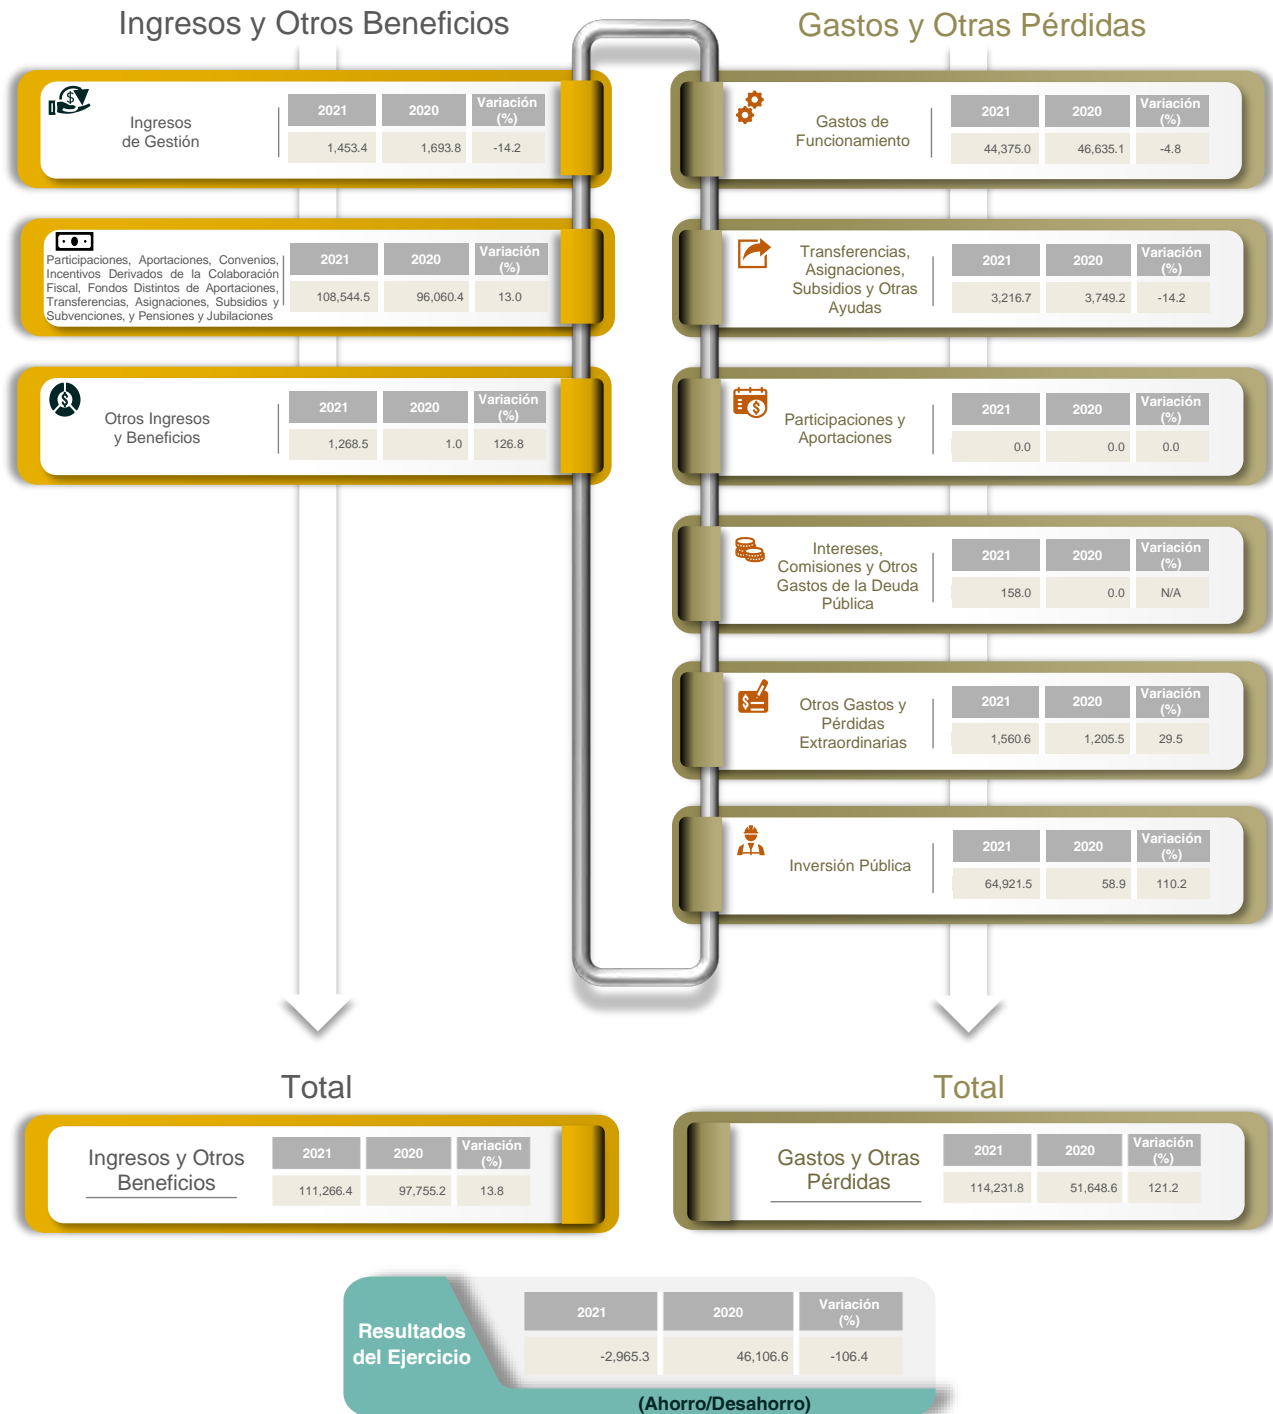 Ingresos y Otros Beneficios
Ingresos
de Gestión
2021 2020 Variación (%)
1,453.4 1,693.8 -14.2
Participaciones, Aportaciones, Convenios,
Incentivos Derivados de la Colaboración
Fiscal, Fondos Distintos de Aportaciones,
Transferencias, Asignaciones, Subsidios y
Subvenciones, y Pensiones y Jubilaciones
2021 2020 Variación (%)
108,544.5 96,060.4 13.0
Otros Ingresos
y Beneficios
2021 2020 Variación (%)
1,268.5 1.0 126.8
Gastos y Otras Pérdidas
Gastos de
Funcionamiento
2021 2020 Variación (%)
44,375.0 46,635.1 -4.8
Transferencias,
Asignaciones,
Subsidios y Otras
Ayudas
2021 2020 Variación (%)
3,216.7 3,749.2 -14.2
Participaciones y
Aportaciones
2021 2020 Variación (%)
0.0 0.0 0.0
Intereses,
Comisiones y Otros
Gastos de la Deuda
Pública
2021 2020 Variación (%)
158.0 0.0 N/A
Otros Gastos y
Pérdidas
Extraordinarias
2021 2020 Variación (%)
1,560.6 1,205.5 29.5
Inversión Pública
2021 2020 Variación (%)
64,921.5 58.9 110.2
Total
Ingresos y Otros
Beneficios
2021 2020 Variación (%)
111,266.4 97,755.2 13.8
Total
Gastos y Otras
Pérdidas
2021 2020 Variación (%)
114,231.8 51,648.6 121.2
Resultados
del Ejercicio
2021 2020 Variación (%)
-2,965.3 46,106.6 -106.4
(Ahorro/Desahorro)